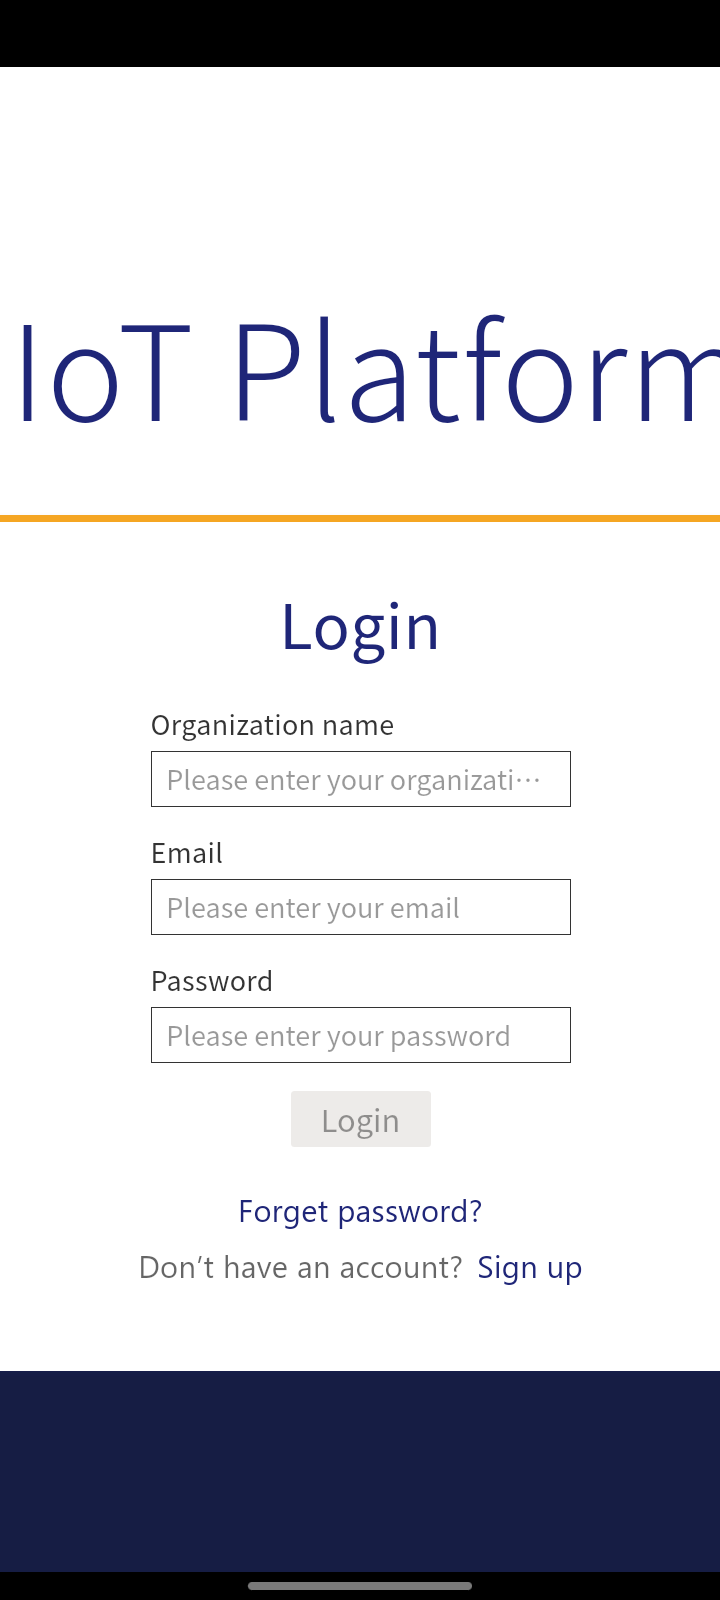 IoT Platform
Login
Organization name
Please enter your organizati…
Email
Please enter your email
Password
Please enter your password
Login
Forget password?
Don't have an account? Sign up